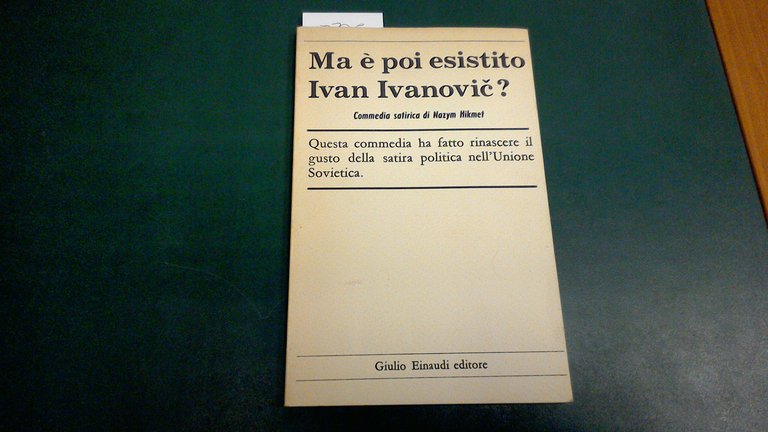 Ma è poi esistito
Ivan Ivanovič?
Commedia satirica di Nazym Hikmet
Questa commedia ha fatto rinascere il
gusto della satira politica nell'Unione
Sovietica.
Giulio Einaudi editore